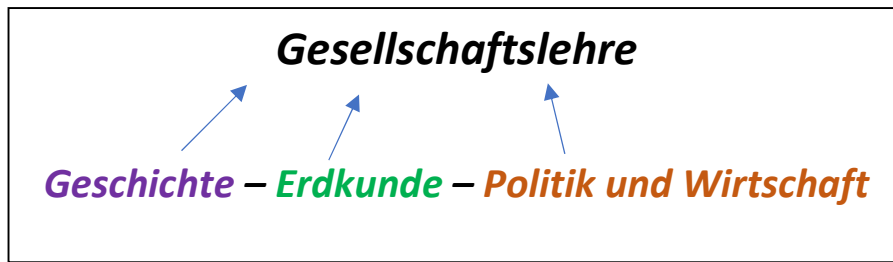 Gesellschaftslehre
Geschichte – Erdkunde – Politik und Wirtschaft